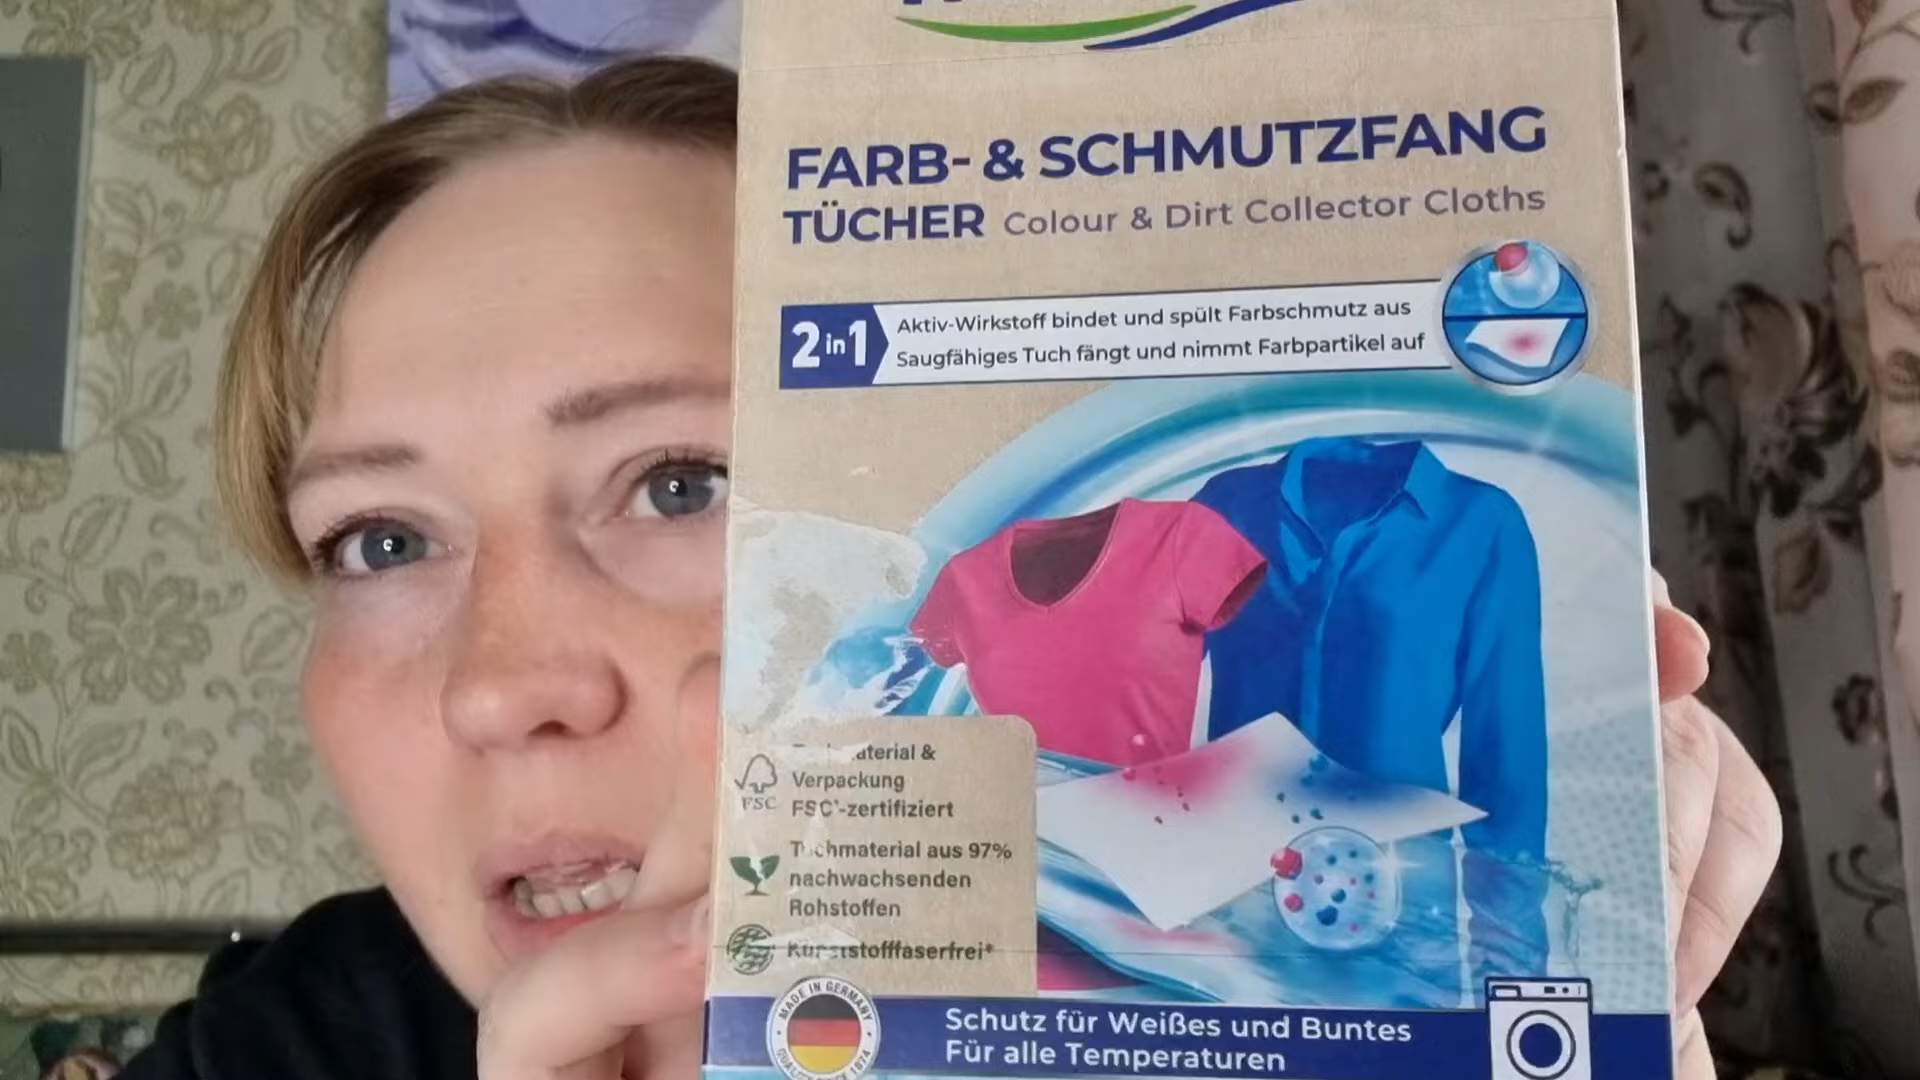 FARB- & SCHMUTZFANG
TÜCHER Colour & Dirt Collector Cloths
2in1
Aktiv-Wirkstoff bindet und spült Farbschmutz aus
Saugfähiges Tuch fängt und nimmt Farbpartikel auf
&
Verpackung
FSC FSC®-zertifiziert
aus 97%
nachwachsenden
Rohstoffen
MADE IN GERMANY
Schutz für Weißes und Buntes
Für alle Temperaturen